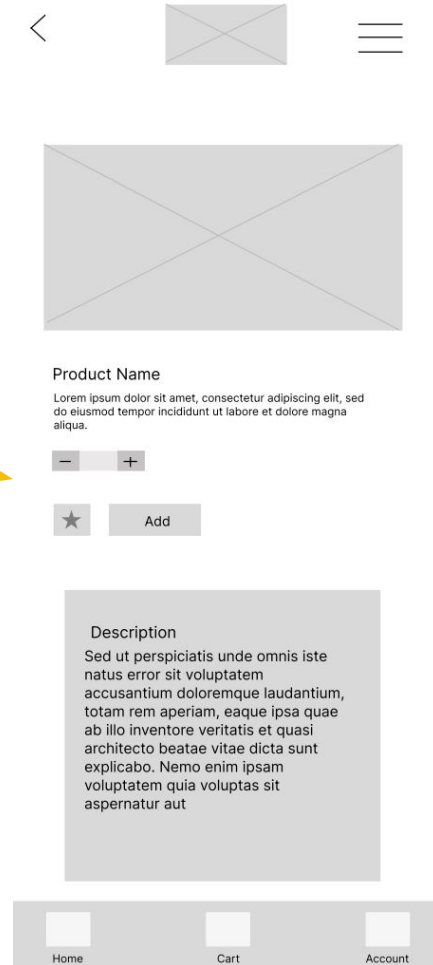 Product Name
Lorem ipsum dolor sit amet, consectetur adipiscing elit, sed
do eiusmod tempor incididunt ut labore et dolore magna
aliqua.
− +
★ Add
Description
Sed ut perspiciatis unde omnis iste
natus error sit voluptatem
accusantium doloremque laudantium,
totam rem aperiam, eaque ipsa quae
ab illo inventore veritatis et quasi
architecto beatae vitae dicta sunt
explicabo. Nemo enim ipsam
voluptatem quia voluptas sit
aspernatur aut
Home Cart Account